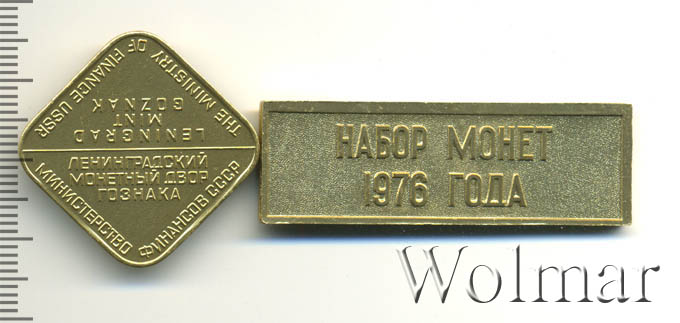 THE MINISTRY OF FINANCE USSR
LENINGRAD
MINT
GOZNAK
ЛЕНИНГРАДСКИЙ
МОНЕТНЫЙ ДВОР
ГОЗНАКА
МИНИСТЕРСТВО ФИНАНСОВ СССР
НАБОР МОНЕТ
1976 ГОДА
Wolmar